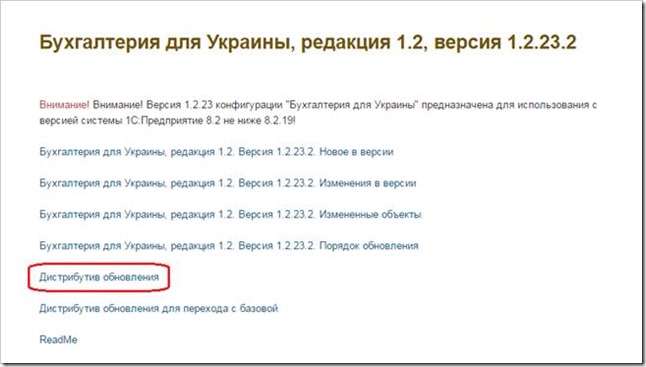 Бухгалтерия для Украины, редакция 1.2, версия 1.2.23.2
Внимание! Внимание! Версия 1.2.23 конфигурации "Бухгалтерия для Украины" предназначена для использования с
версией системы 1С:Предприятие 8.2 не ниже 8.2.19!
Бухгалтерия для Украины, редакция 1.2. Версия 1.2.23.2. Новое в версии
Бухгалтерия для Украины, редакция 1.2. Версия 1.2.23.2. Изменения в версии
Бухгалтерия для Украины, редакция 1.2. Версия 1.2.23.2. Измененные объекты
Бухгалтерия для Украины, редакция 1.2. Версия 1.2.23.2. Порядок обновления
Дистрибутив обновления
Дистрибутив обновления для перехода с базовой
ReadMe